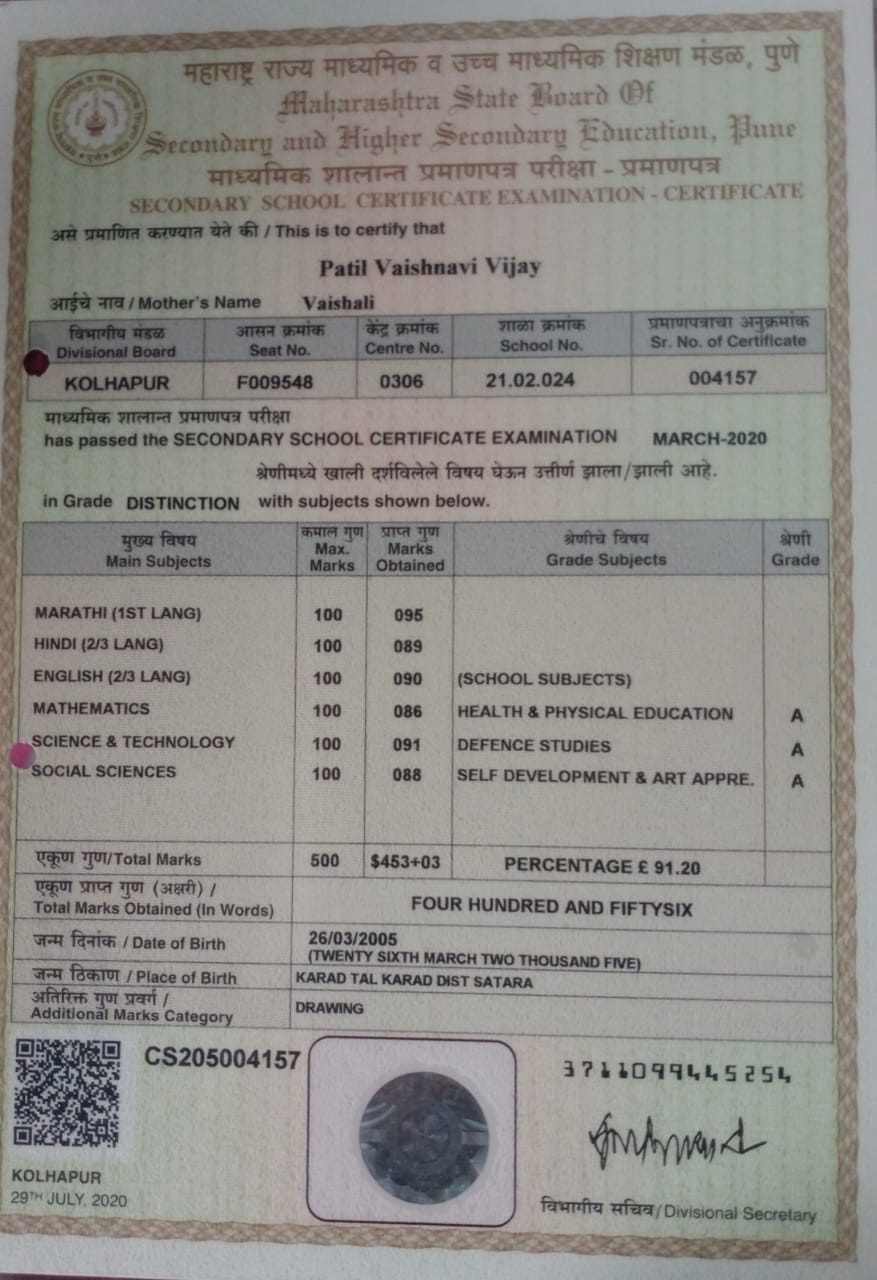 महाराष्ट्र राज्य माध्यमिक व उच्च माध्यमिक शिक्षण मंडळ, पुणे
Maharashtra State Board Of
Secondary and Higher Secondary Education, Pune
माध्यमिक शालान्त प्रमाणपत्र परीक्षा - प्रमाणपत्र
SECONDARY SCHOOL CERTIFICATE EXAMINATION - CERTIFICATE
असे प्रमाणित करण्यात येते की / This is to certify that
Patil Vaishnavi Vijay
आईचे नाव / Mother's Name Vaishali
विभागीय मंडळ आसन क्रमांक केंद्र क्रमांक शाळा क्रमांक प्रमाणपत्राचा अनुक्रमांक
Divisional Board Seat No. Centre No. School No. Sr. No. of Certificate
KOLHAPUR F009548 0306 21.02.024 004157
माध्यमिक शालान्त प्रमाणपत्र परीक्षा
has passed the SECONDARY SCHOOL CERTIFICATE EXAMINATION MARCH-2020
श्रेणीमध्ये खाली दर्शविलेले विषय घेऊन उत्तीर्ण झाला/झाली आहे.
in Grade DISTINCTION with subjects shown below.
मुख्य विषय कमाल गुण प्राप्त गुण श्रेणीचे विषय श्रेणी
Main Subjects Max. Marks Marks Obtained Grade Subjects Grade
MARATHI (1ST LANG) 100 095
HINDI (2/3 LANG) 100 089
ENGLISH (2/3 LANG) 100 090 (SCHOOL SUBJECTS)
MATHEMATICS 100 086 HEALTH & PHYSICAL EDUCATION A
SCIENCE & TECHNOLOGY 100 091 DEFENCE STUDIES A
SOCIAL SCIENCES 100 088 SELF DEVELOPMENT & ART APPRE. A
एकूण गुण/Total Marks 500 $453+03 PERCENTAGE £ 91.20
एकूण प्राप्त गुण (अक्षरी) /
Total Marks Obtained (In Words) FOUR HUNDRED AND FIFTYSIX
जन्म दिनांक / Date of Birth 26/03/2005
(TWENTY SIXTH MARCH TWO THOUSAND FIVE)
जन्म ठिकाण / Place of Birth KARAD TAL KARAD DIST SATARA
अतिरिक्त गुण प्रवर्ग /
Additional Marks Category DRAWING
CS205004157
3711099445254
KOLHAPUR
29TH JULY, 2020
विभागीय सचिव/Divisional Secretary